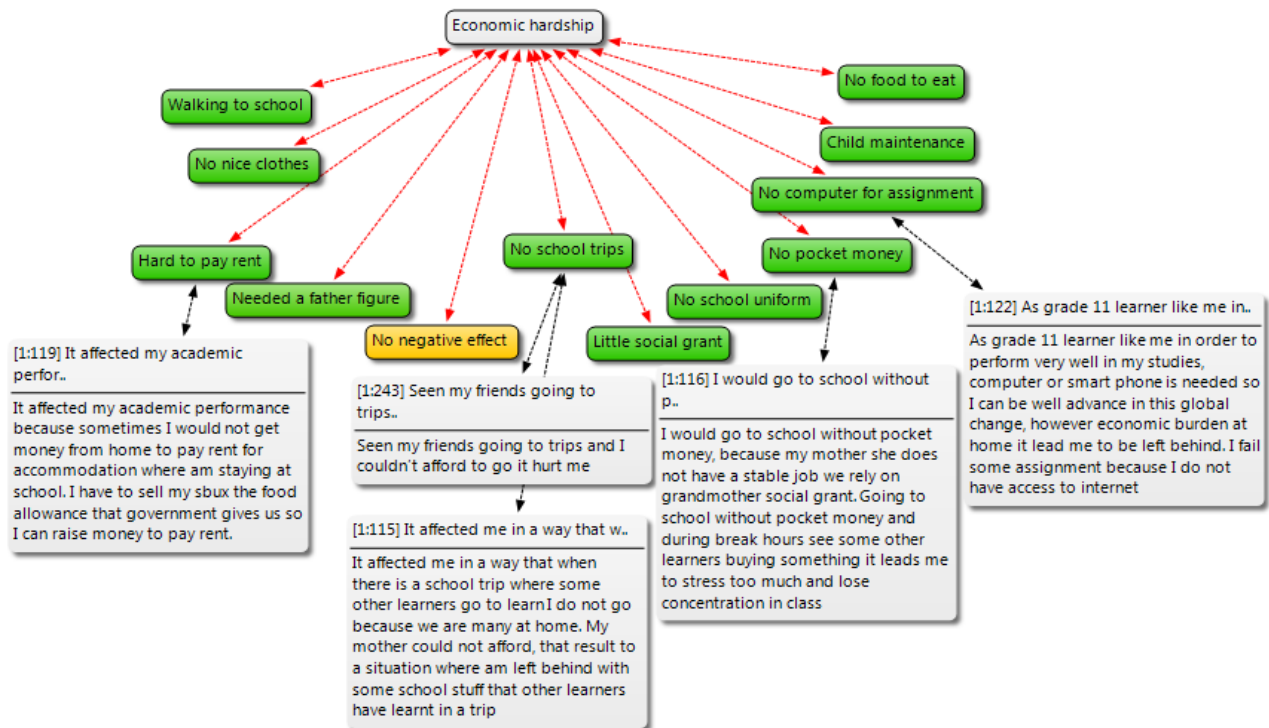 Economic hardship
No food to eat
Walking to school
Child maintenance
No nice clothes
No computer for assignment
No school trips
No pocket money
Hard to pay rent
Needed a father figure
No school uniform
No negative effect
Little social grant
[1:119] It affected my academic
perfor..
It affected my academic performance
because sometimes I would not get
money from home to pay rent for
accommodation where am staying at
school. I have to sell my sbux the food
allowance that government gives us so
I can raise money to pay rent.
[1:243] Seen my friends going to
trips..
Seen my friends going to trips and I
couldn't afford to go it hurt me
[1:115] It affected me in a way that w..
It affected me in a way that when
there is a school trip where some
other learners go to learn I do not go
because we are many at home. My
mother could not afford, that result to
a situation where am left behind with
some school stuff that other learners
have learnt in a trip
[1:116] I would go to school without
p..
I would go to school without pocket
money, because my mother she does
not have a stable job we rely on
grandmother social grant. Going to
school without pocket money and
during break hours see some other
learners buying something it leads me
to stress too much and lose
concentration in class
[1:122] As grade 11 learner like me in..
As grade 11 learner like me in order to
perform very well in my studies,
computer or smart phone is needed so
I can be well advance in this global
change, however economic burden at
home it lead me to be left behind. I fail
some assignment because I do not
have access to internet